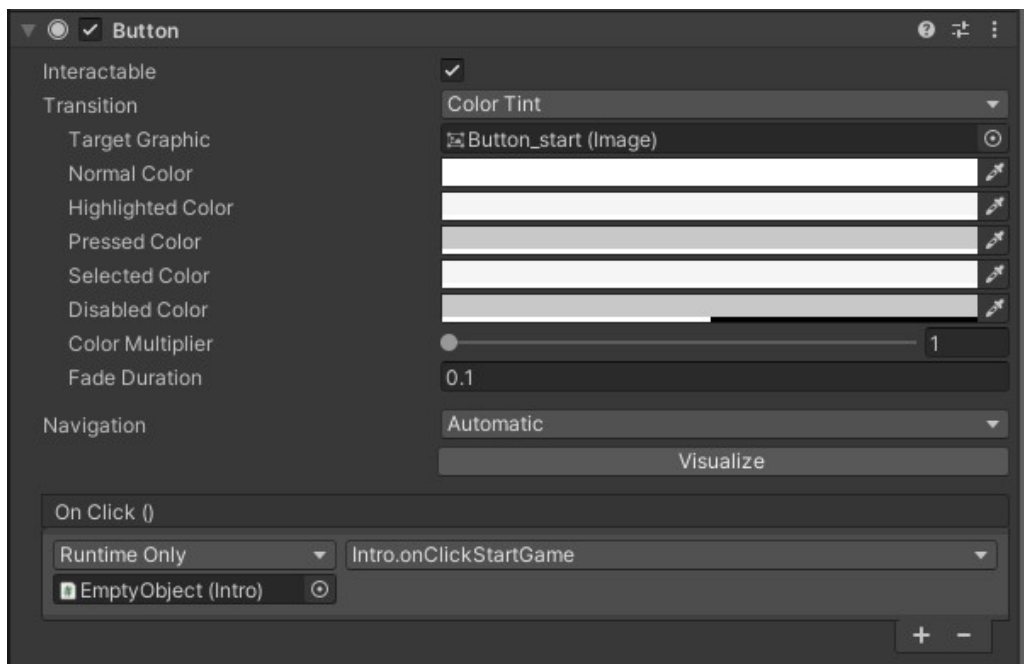 Button
Interactable
Transition Color Tint
Target Graphic Button_start (Image)
Normal Color
Highlighted Color
Pressed Color
Selected Color
Disabled Color
Color Multiplier 1
Fade Duration 0.1
Navigation Automatic
Visualize
On Click ()
Runtime Only Intro.onClickStartGame
EmptyObject (Intro)